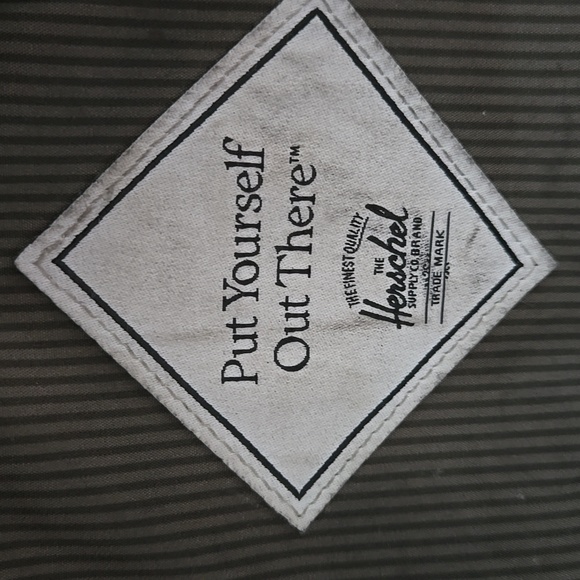 Put Yourself
Out There™
THE FINEST QUALITY
THE
Herschel
SUPPLY CO. BRAND
TRADE MARK